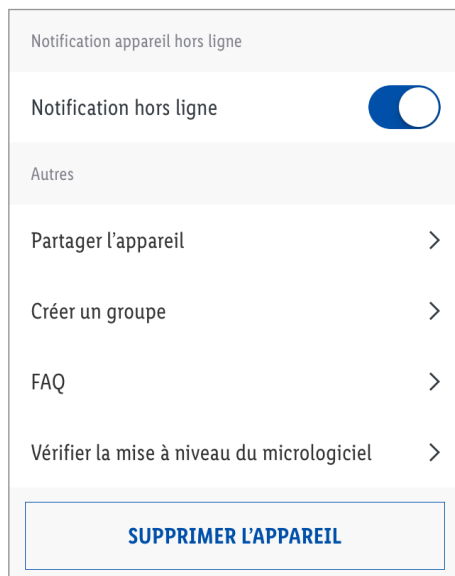 Notification appareil hors ligne
Notification hors ligne
Autres
Partager l’appareil
Créer un groupe
FAQ
Vérifier la mise à niveau du micrologiciel
SUPPRIMER L’APPAREIL